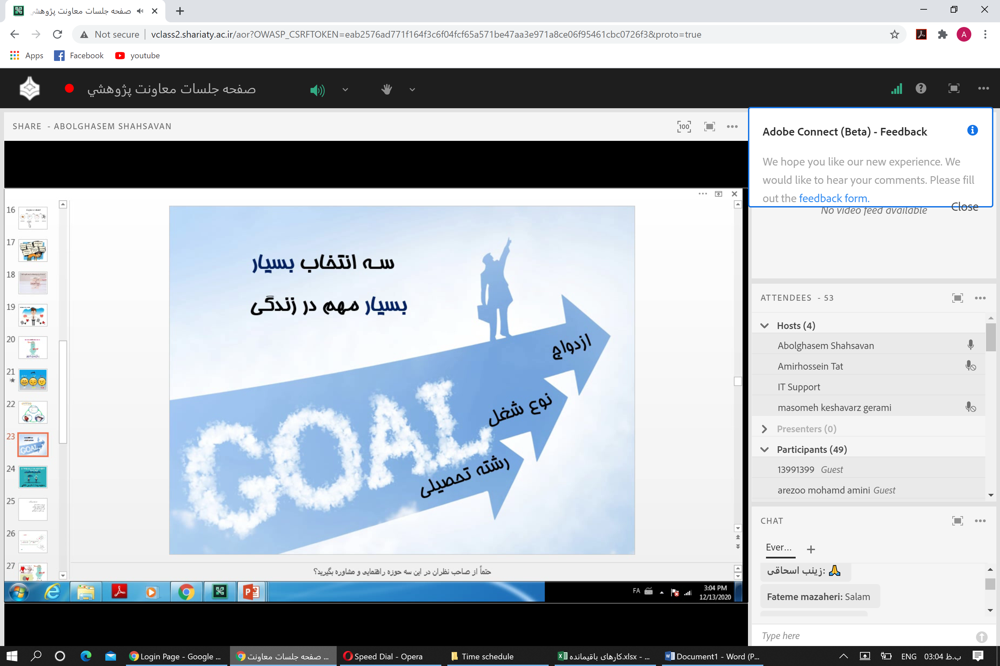 صفحه جلسات معاونت پژوهشي
Not secure
vclass2.shariaty.ac.ir/aor?OWASP_CSRFTOKEN=eab2576ad771f164f3c6f04fcf65a571be47aa3e971a8ce06f95461cbc0726f3&proto=true
A
Apps
Facebook
youtube
صفحه جلسات معاونت پژوهشي
SHARE - ABOLGHASEM SHAHSAVAN
100
Adobe Connect (Beta) - Feedback
We hope you like our new experience. We
would like to hear your comments. Please fill
out the feedback form.
Close
No video feed available
16
17
18
19
20
21
22
23
24
25
26
27
سه انتخاب بسیار
بسیار مهم در زندگی
ازدواج
نوع شغل
رشته تحصیلی
GOAL
حتماً از صاحب نظران در این سه حوزه راهنمایی و مشاوره بگیرید؟
FA
3:04 PM
12/13/2020
ATTENDEES - 53
Hosts (4)
Abolghasem Shahsavan
Amirhossein Tat
IT Support
masomeh keshavarz gerami
Presenters (0)
Participants (49)
13991399 Guest
arezoo mohamd amini Guest
CHAT
Ever...
زینب اسحاقی: 🙏
Fateme mazaheri: Salam
Type here
Login Page - Google ...
صفحه جلسات معاونت ...
Speed Dial - Opera
Time schedule
کارهای باقیمانده.xlsx - ...
Document1 - Word (P...
ENG
03:04 ب.ظ